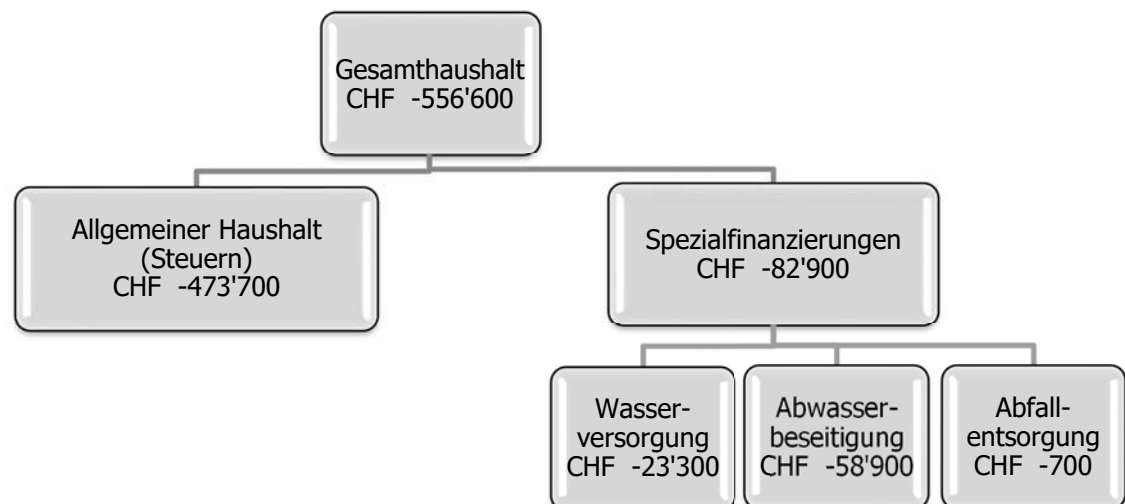 Gesamthaushalt
CHF -556'600
Allgemeiner Haushalt
(Steuern)
CHF -473'700
Spezialfinanzierungen
CHF -82'900
Wasser-
versorgung
CHF -23'300
Abwasser-
beseitigung
CHF -58'900
Abfall-
entsorgung
CHF -700